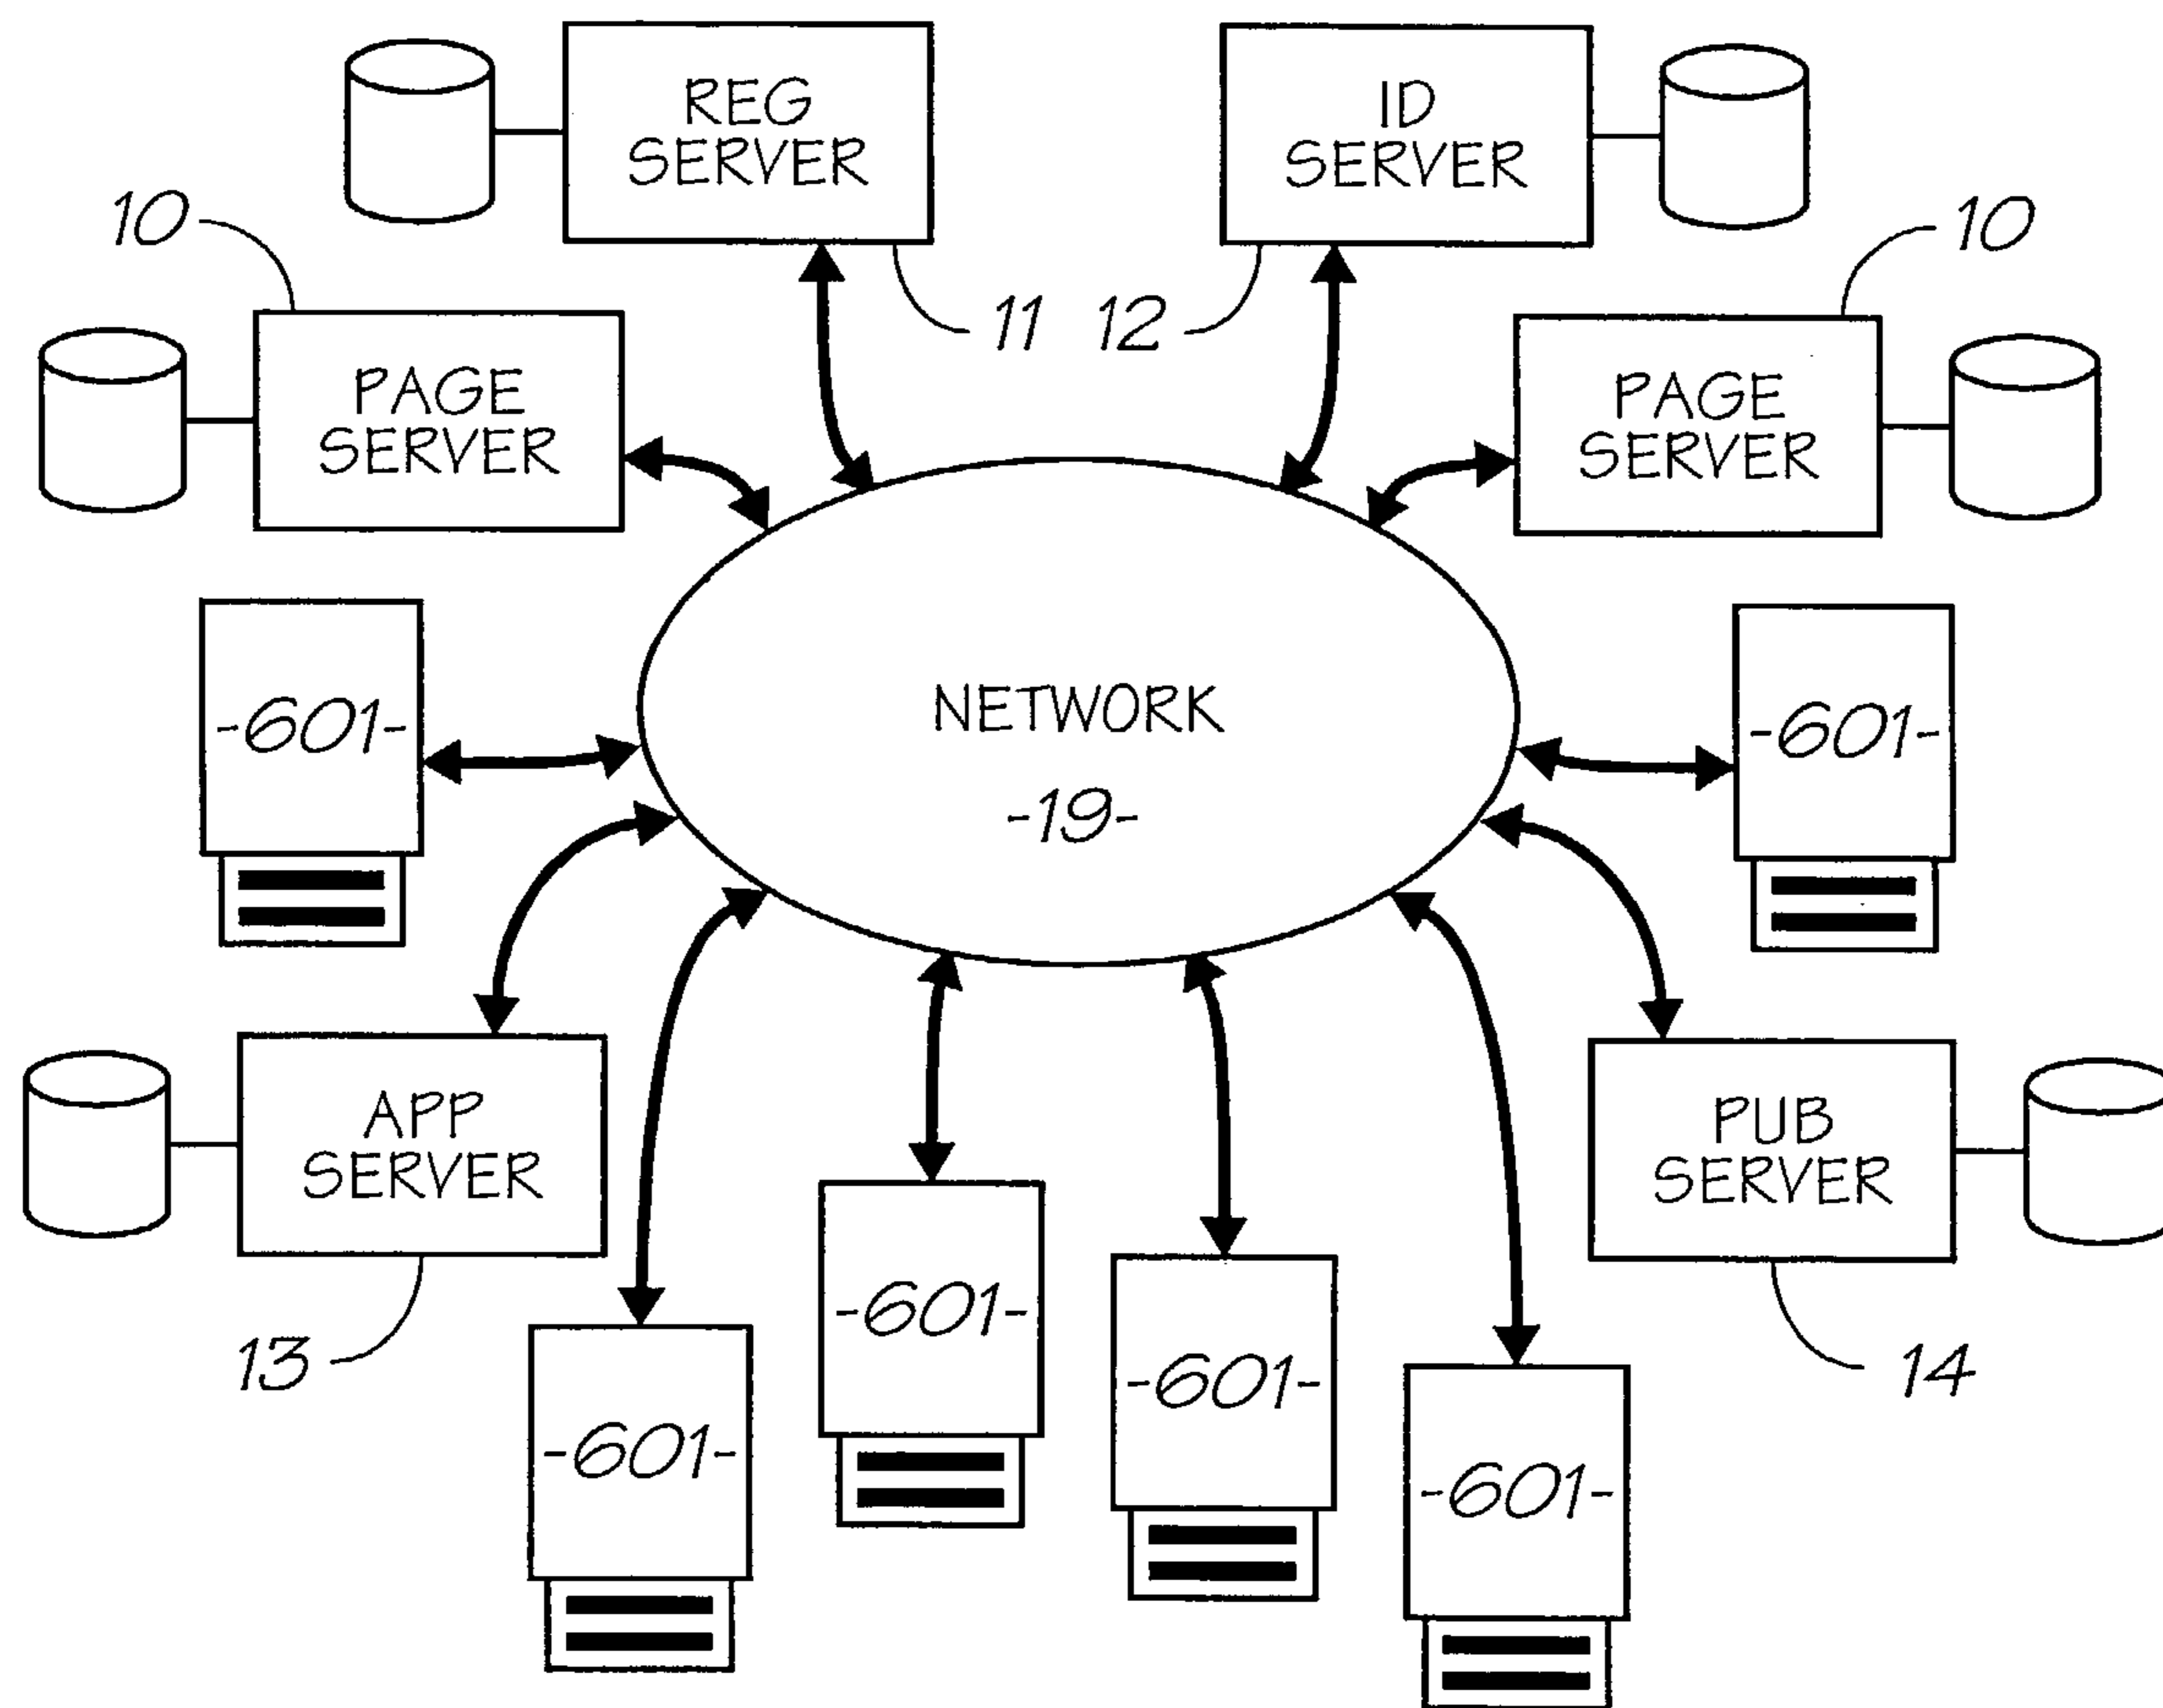 REG
SERVER
ID
SERVER
10
10
11
12
PAGE
SERVER
PAGE
SERVER
-601-
NETWORK
-19-
-601-
APP
SERVER
PUB
SERVER
13
-601-
-601-
-601-
-601-
14